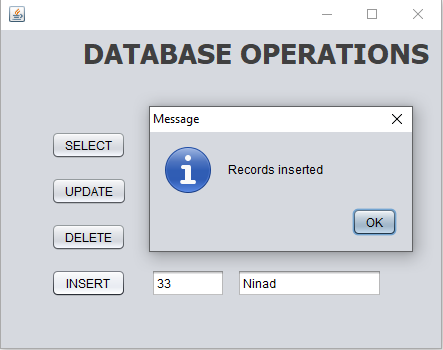 DATABASE OPERATIONS
Message
SELECT
Records inserted
UPDATE
OK
DELETE
INSERT 33 Ninad